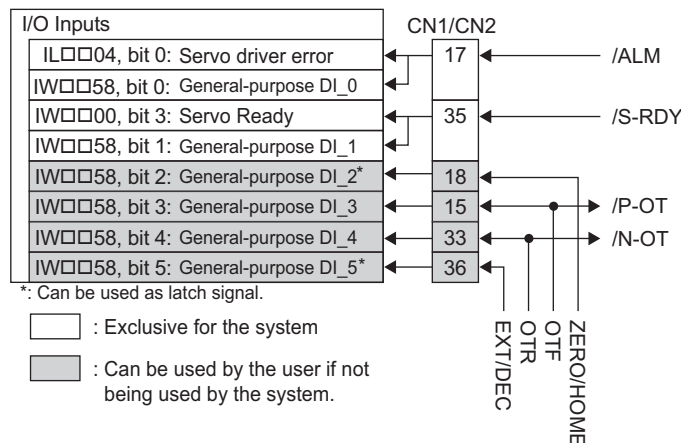 I/O Inputs
CN1/CN2
IL□□04, bit 0: Servo driver error
17
/ALM
IW□□58, bit 0: General-purpose DI_0
IW□□00, bit 3: Servo Ready
35
/S-RDY
IW□□58, bit 1: General-purpose DI_1
IW□□58, bit 2: General-purpose DI_2*
18
IW□□58, bit 3: General-purpose DI_3
15
/P-OT
IW□□58, bit 4: General-purpose DI_4
33
/N-OT
IW□□58, bit 5: General-purpose DI_5*
36
*: Can be used as latch signal.
: Exclusive for the system
: Can be used by the user if not
being used by the system.
EXT/DEC
OTR
OTF
ZERO/HOME